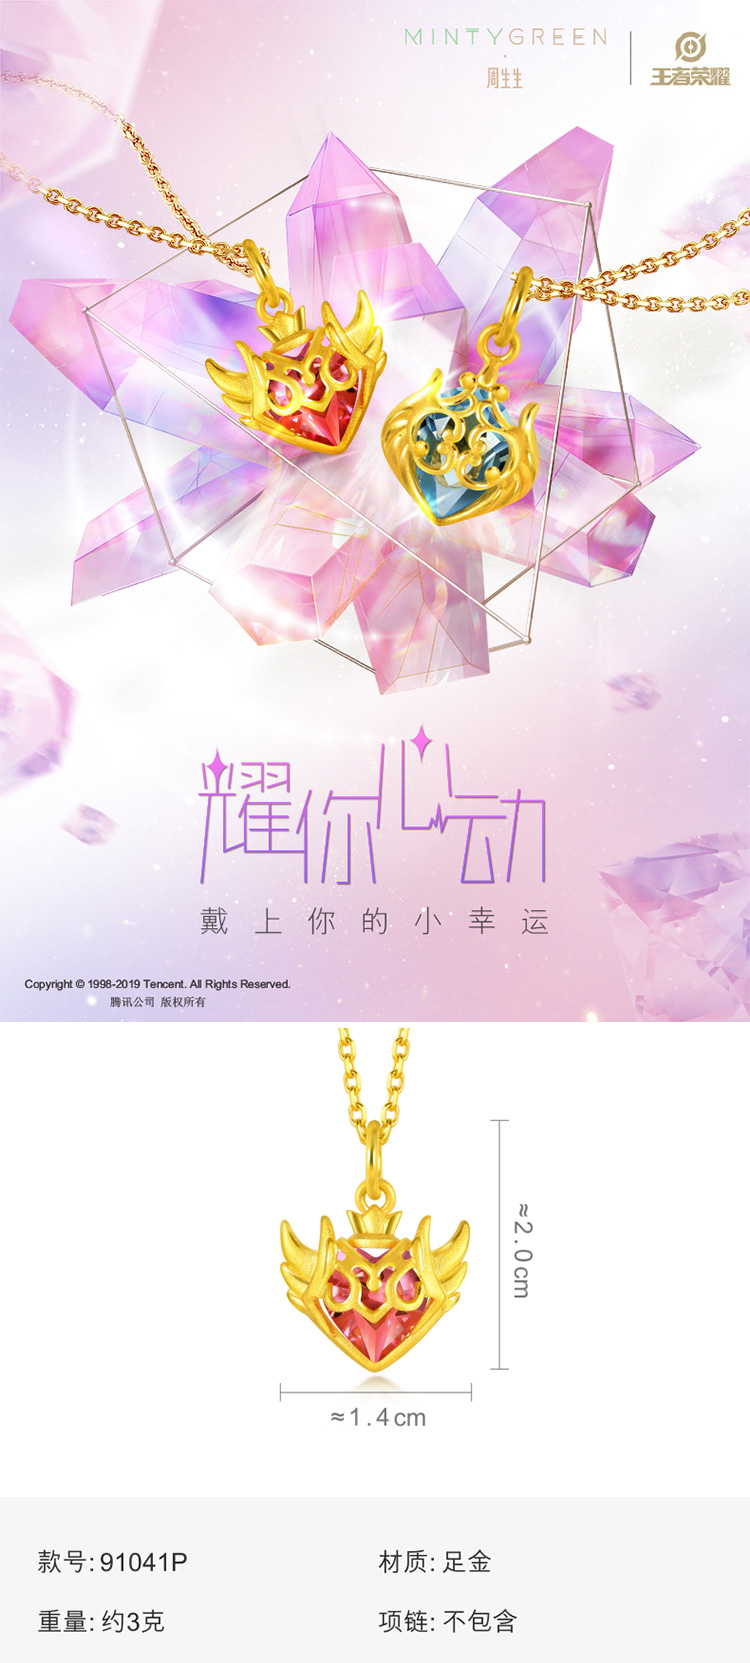 MINTYGREEN
周生生
王者荣耀
耀你心动
戴上你的小幸运
Copyright © 1998-2019 Tencent. All Rights Reserved.
腾讯公司 版权所有
≈2.0cm
≈1.4cm
款号: 91041P
材质: 足金
重量: 约3克
项链: 不包含